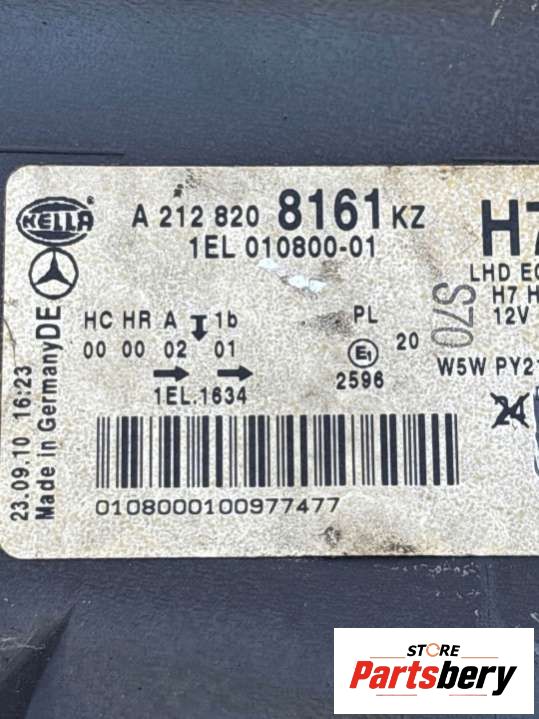 HELLA
A 212 820 8161 KZ
1EL 010800-01
H7
LHD EC
H7 H
12V
S70
W5W PY21
24
HC HR A 1b
00 00 02 01
1EL.1634
PL
E1
20
2596
0108000100977477
23.09.10 16:23
Made in Germany DE
STORE
Partsbery